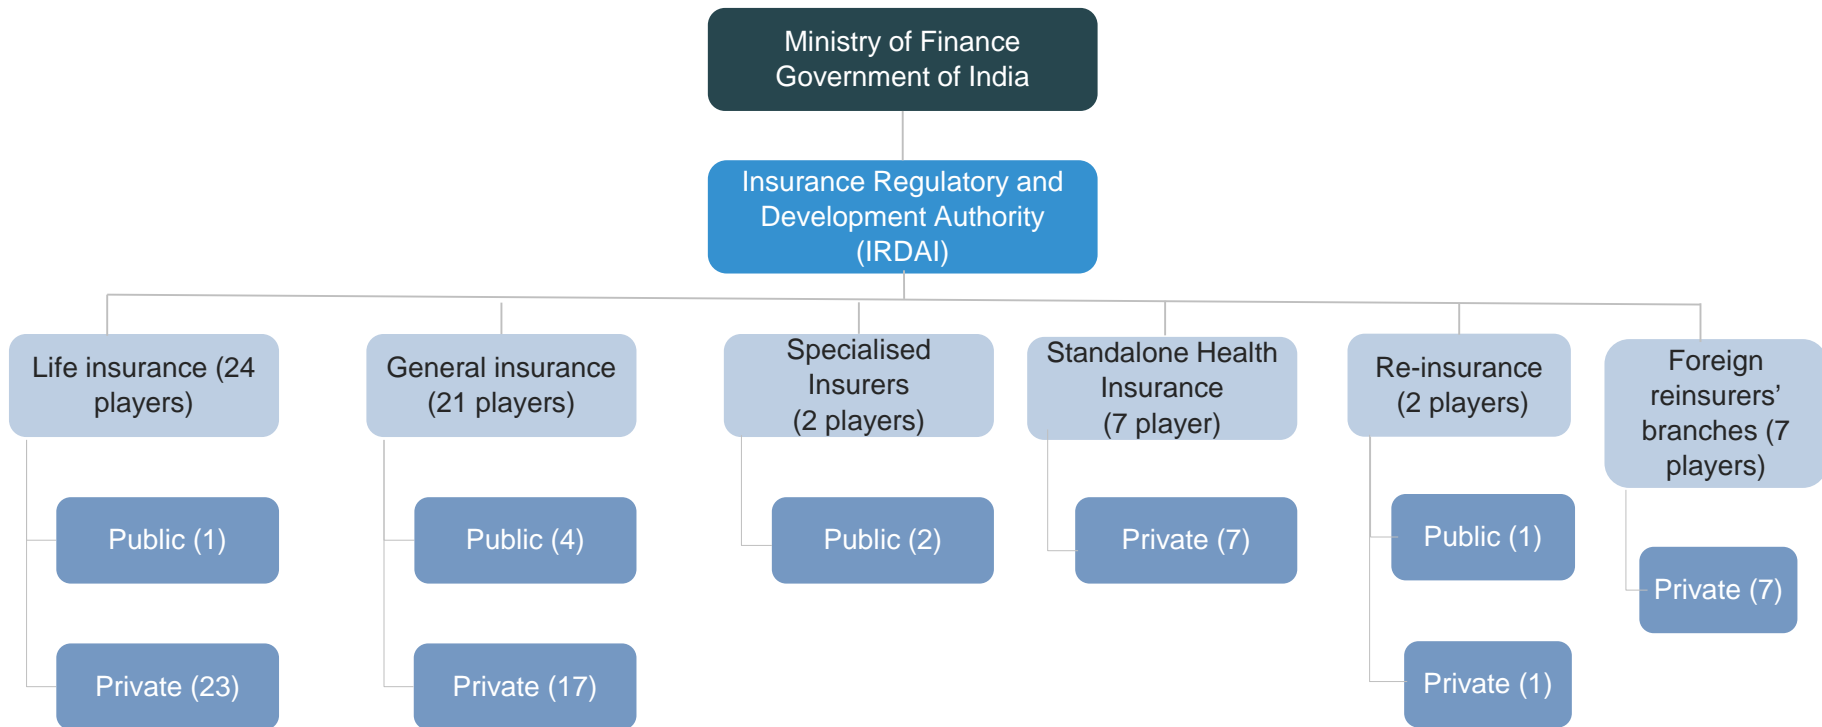 Ministry of Finance
Government of India
Insurance Regulatory and
Development Authority
(IRDAI)
Life insurance (24
players)
General insurance
(21 players)
Specialised
Insurers
(2 players)
Standalone Health
Insurance
(7 player)
Re-insurance
(2 players)
Foreign
reinsurers’
branches (7
players)
Public (1)
Public (4)
Public (2)
Private (7)
Public (1)
Private (7)
Private (23)
Private (17)
Private (1)